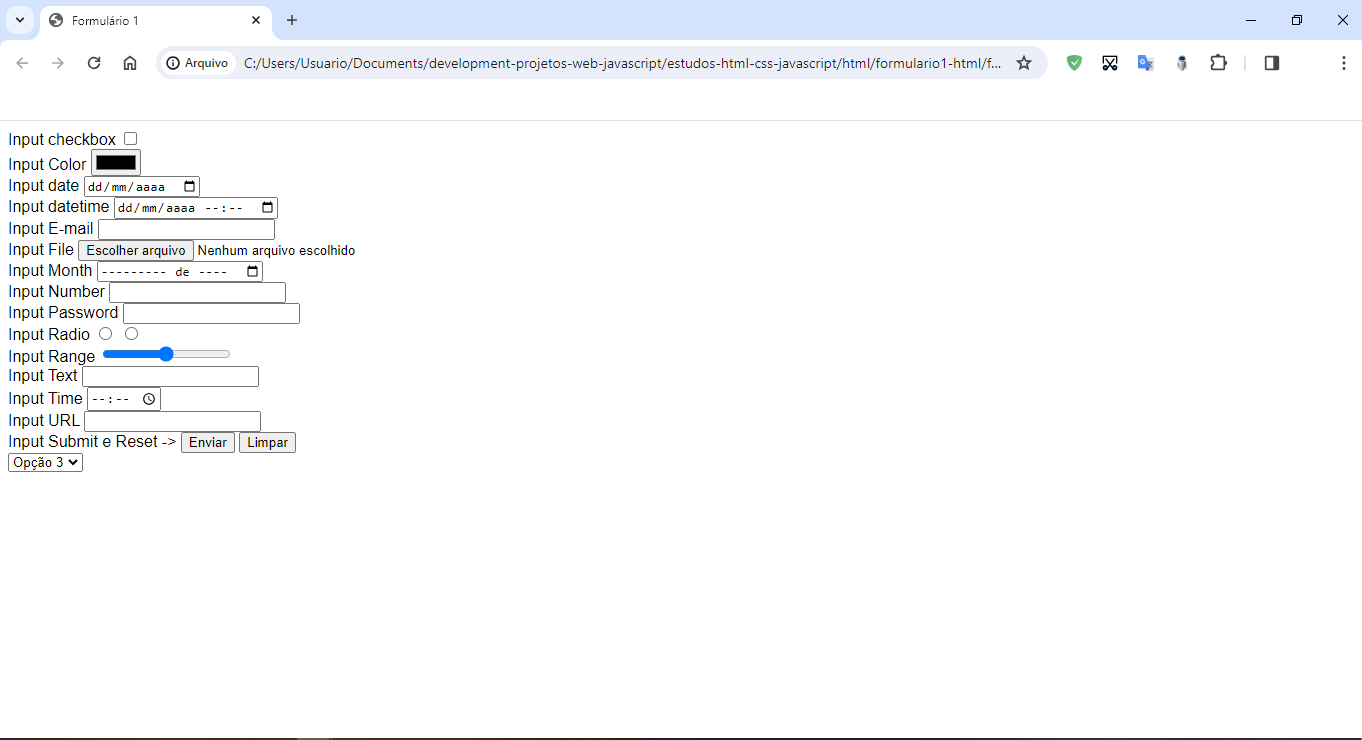 Formulário 1
Arquivo C:/Users/Usuario/Documents/development-projetos-web-javascript/estudos-html-css-javascript/html/formulario1-html/f...
Input checkbox
Input Color
Input date dd/mm/aaaa
Input datetime dd/mm/aaaa --:--
Input E-mail
Input File Escolher arquivo Nenhum arquivo escolhido
Input Month --------- de ----
Input Number
Input Password
Input Radio
Input Range
Input Text
Input Time --:--
Input URL
Input Submit e Reset -> Enviar Limpar
Opção 3